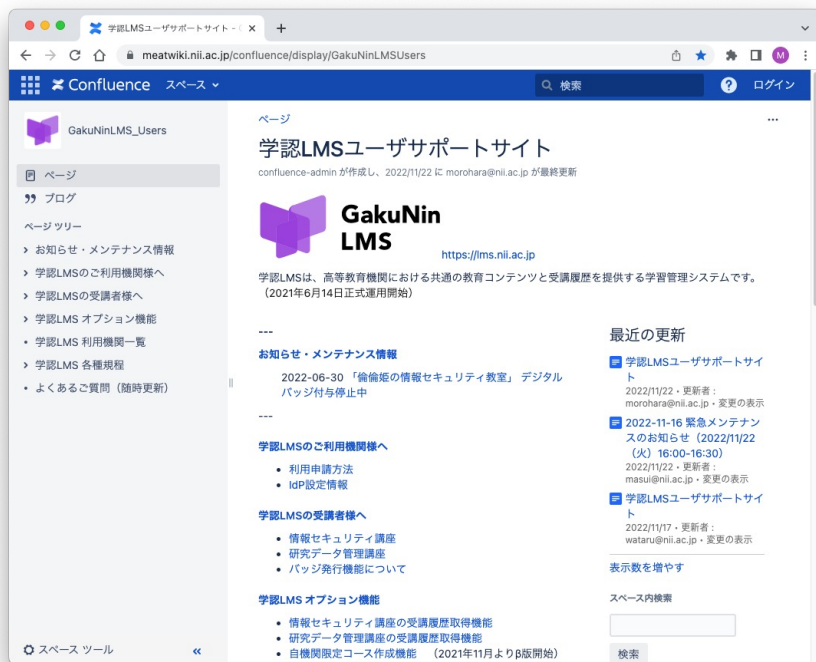 学認LMSユーザサポートサイト -
meatwiki.nii.ac.jp/confluence/display/GakuNinLMSUsers
M
Confluence スペース
検索
?
ログイン
GakuNinLMS_Users
ページ
ブログ
ページ ツリー
お知らせ・メンテナンス情報
学認LMSのご利用機関様へ
学認LMSの受講者様へ
学認LMS オプション機能
学認LMS 利用機関一覧
学認LMS 各種規程
よくあるご質問（随時更新）
スペース ツール
ページ
学認LMSユーザサポートサイト
confluence-admin が作成し、2022/11/22 に morohara@nii.ac.jp が最終更新
GakuNin
LMS
https://lms.nii.ac.jp
学認LMSは、高等教育機関における共通の教育コンテンツと受講履歴を提供する学習管理システムです。
（2021年6月14日正式運用開始）
---
お知らせ・メンテナンス情報
2022-06-30 「倫倫姫の情報セキュリティ教室」 デジタル
バッジ付与停止中
---
学認LMSのご利用機関様へ
利用申請方法
IdP設定情報
学認LMSの受講者様へ
情報セキュリティ講座
研究データ管理講座
バッジ発行機能について
学認LMS オプション機能
情報セキュリティ講座の受講履歴取得機能
研究データ管理講座の受講履歴取得機能
自機関限定コース作成機能 （2021年11月よりβ版開始）
最近の更新
学認LMSユーザサポートサイ
ト
2022/11/22・更新者：
morohara@nii.ac.jp・変更の表示
2022-11-16 緊急メンテナン
スのお知らせ（2022/11/22
（火）16:00-16:30）
2022/11/22・更新者：
masui@nii.ac.jp・変更の表示
学認LMSユーザサポートサイ
ト
2022/11/17・更新者：
wataru@nii.ac.jp・変更の表示
表示数を増やす
スペース内検索
検索